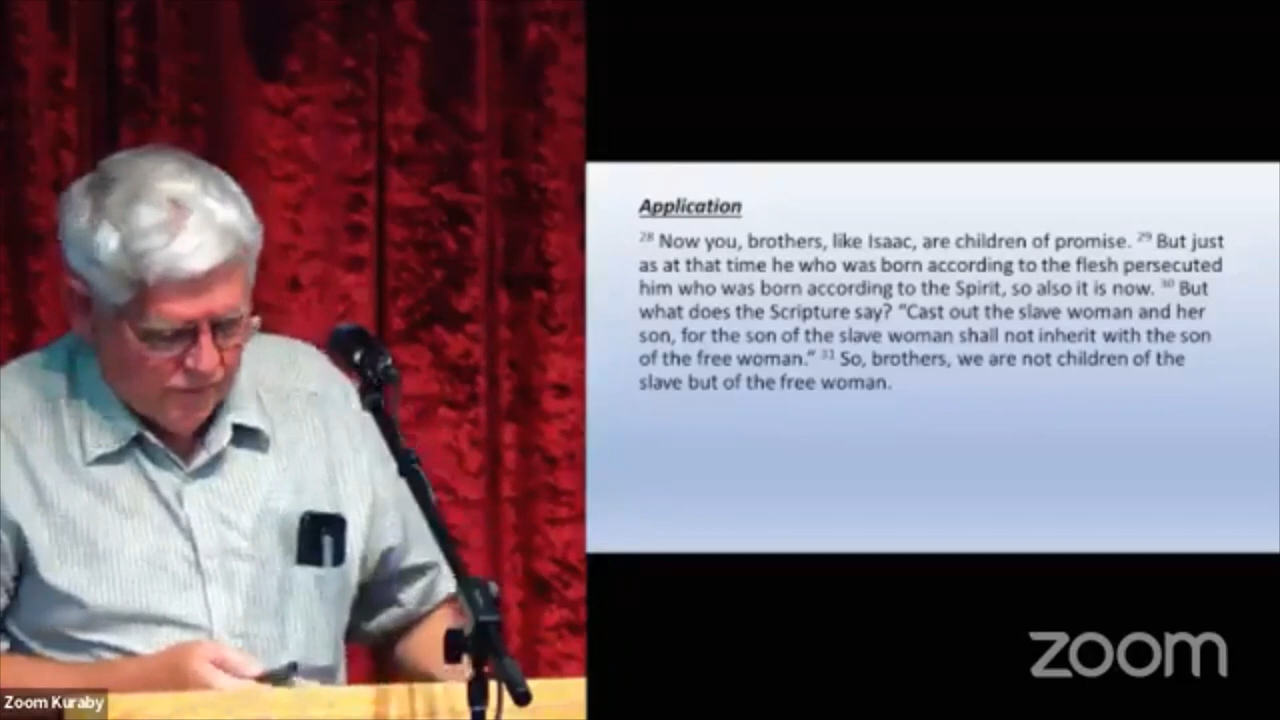 Application
28 Now you, brothers, like Isaac, are children of promise. 29 But just
as at that time he who was born according to the flesh persecuted
him who was born according to the Spirit, so also it is now. 30 But
what does the Scripture say? “Cast out the slave woman and her
son, for the son of the slave woman shall not inherit with the son
of the free woman.” 31 So, brothers, we are not children of the
slave but of the free woman.
zoom
Zoom Kuraby